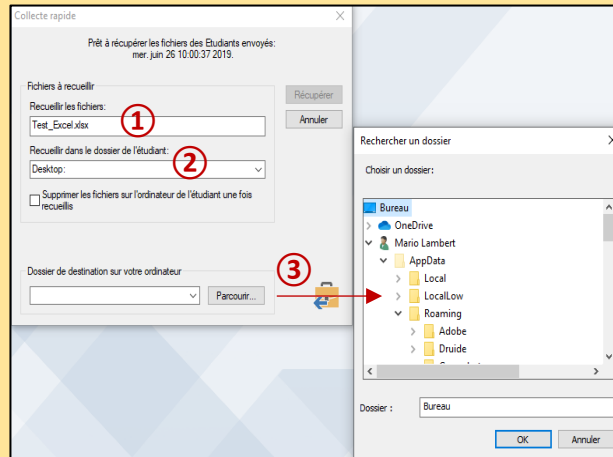 Collecte rapide
Prêt à récupérer les fichiers des Etudiants envoyés:
mer. juin 26 10:00:37 2019.
Fichiers à recueillir
Recueillir les fichiers:
Test_Excel.xlsx
1
Recueillir dans le dossier de l'étudiant:
Desktop:
2
Supprimer les fichiers sur l'ordinateur de l'étudiant une fois
recueillis
Récupérer
Annuler
Dossier de destination sur votre ordinateur
Parcourir...
3
Rechercher un dossier
Choisir un dossier:
Bureau
OneDrive
Mario Lambert
AppData
Local
LocalLow
Roaming
Adobe
Druide
Dossier :
Bureau
OK
Annuler